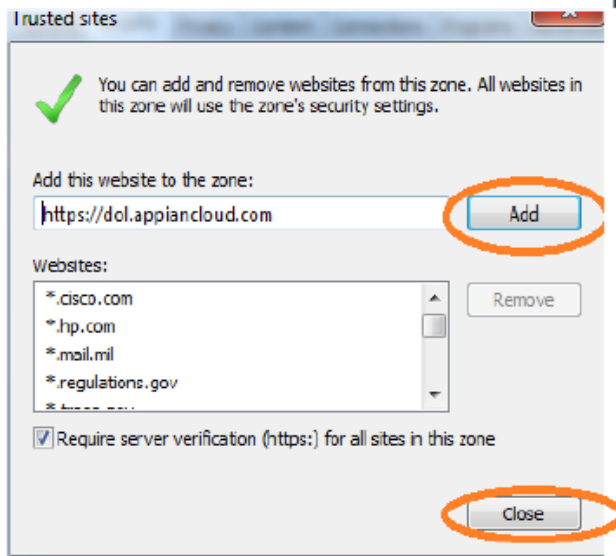 Trusted sites
You can add and remove websites from this zone. All websites in
this zone will use the zone's security settings.
Add this website to the zone:
https://dol.appiancloud.com
Add
Websites:
*.cisco.com
Remove
*.hp.com
*.mail.mil
*.regulations.gov
Require server verification (https:) for all sites in this zone
Close